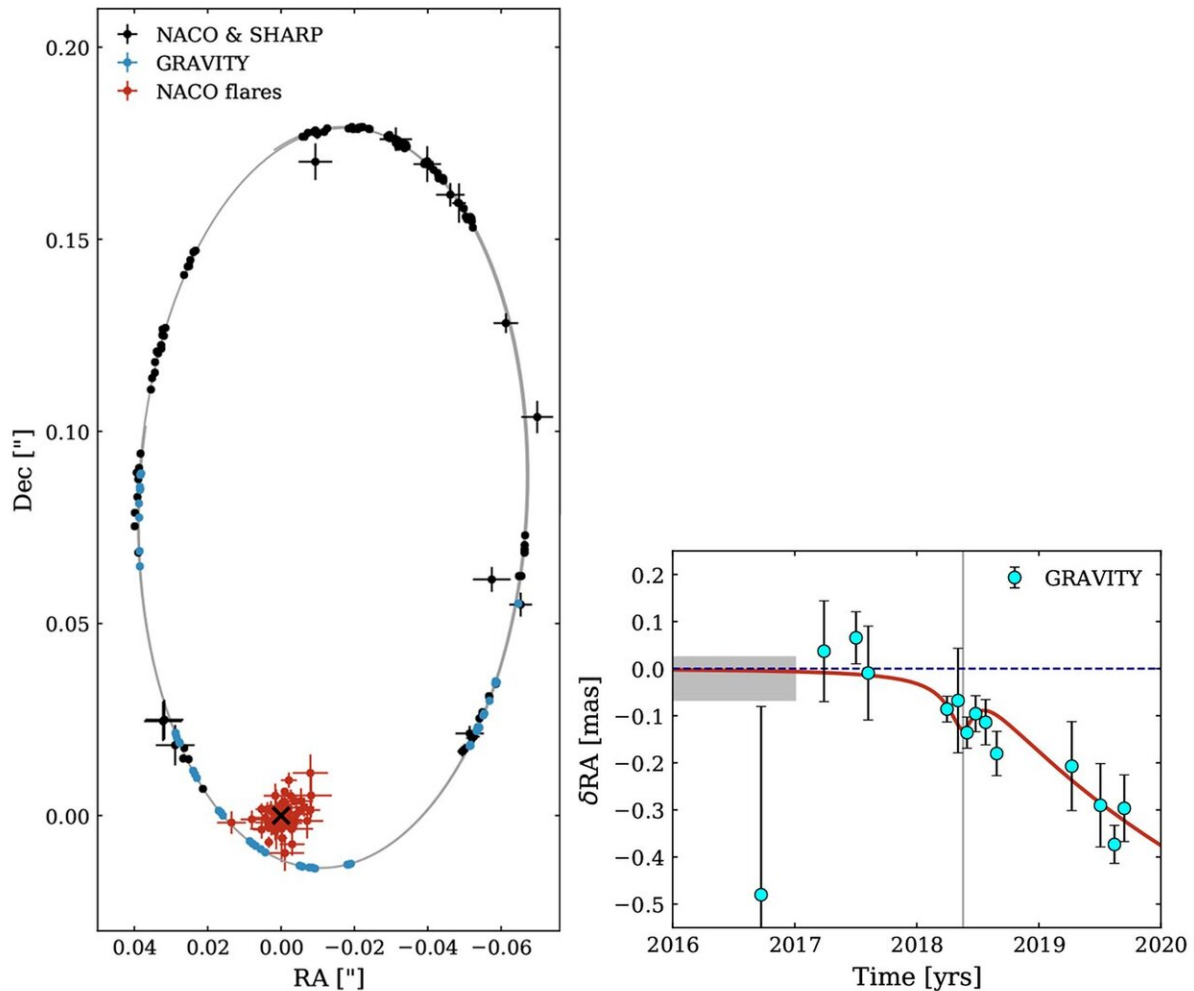 NACO & SHARP
GRAVITY
NACO flares
0.20
0.15
0.10
0.05
0.00
Dec ["]
0.04 0.02 0.00 −0.02 −0.04 −0.06
RA ["]
GRAVITY
0.2
0.1
0.0
−0.1
−0.2
−0.3
−0.4
−0.5
δRA [mas]
2016 2017 2018 2019 2020
Time [yrs]